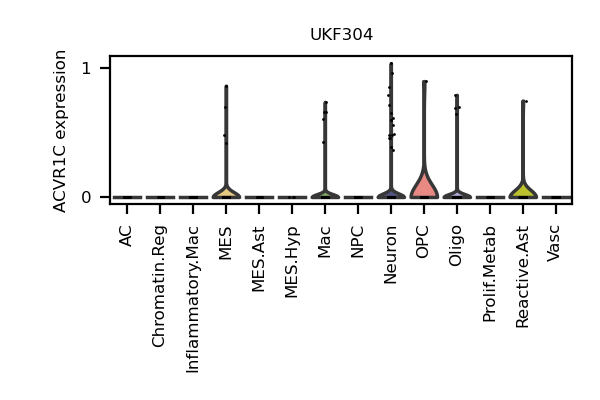 UKF304
ACVR1C expression
1
0
AC
Chromatin.Reg
Inflammatory.Mac
MES
MES.Ast
MES.Hyp
Mac
NPC
Neuron
OPC
Oligo
Prolif.Metab
Reactive.Ast
Vasc